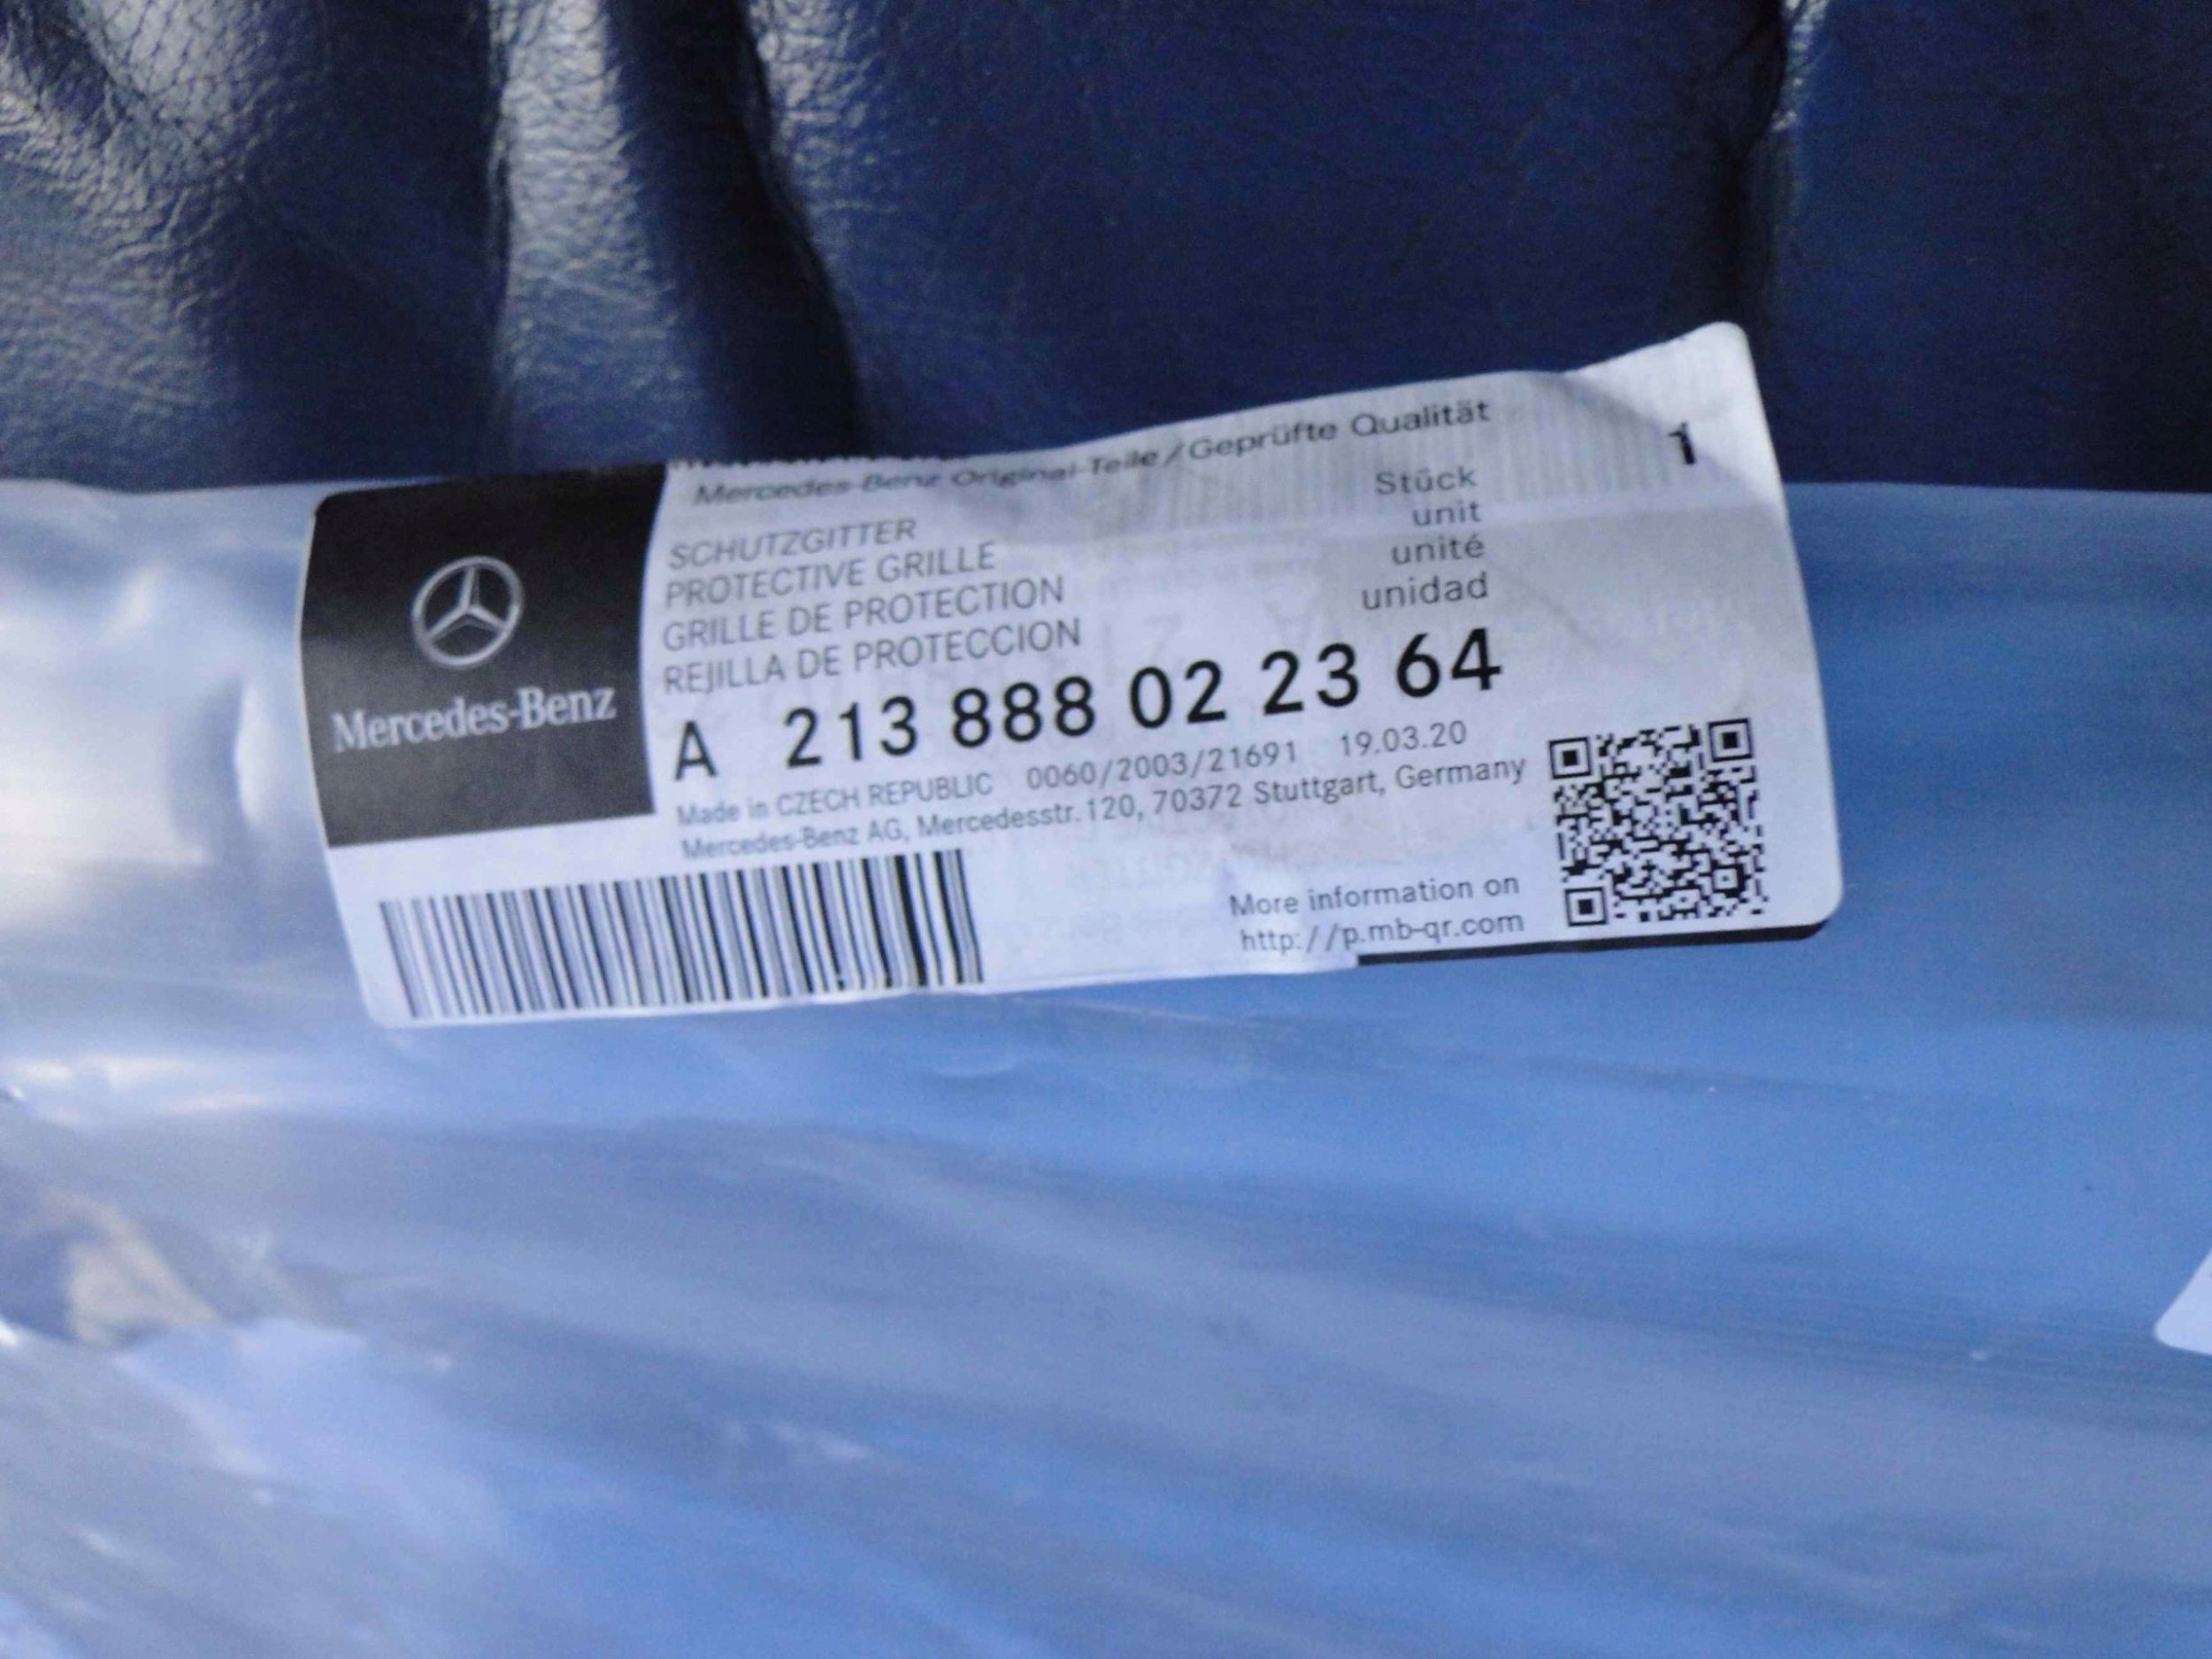 Mercedes-Benz Original-Teile / Geprüfte Qualität
SCHUTZGITTER
PROTECTIVE GRILLE
GRILLE DE PROTECTION
REJILLA DE PROTECCION
Stück 1
unit
unité
unidad
Mercedes-Benz
A 213 888 02 23 64
Made in CZECH REPUBLIC 0060/2003/21691 19.03.20
Mercedes-Benz AG, Mercedesstr. 120, 70372 Stuttgart, Germany
More information on
http://p.mb-qr.com